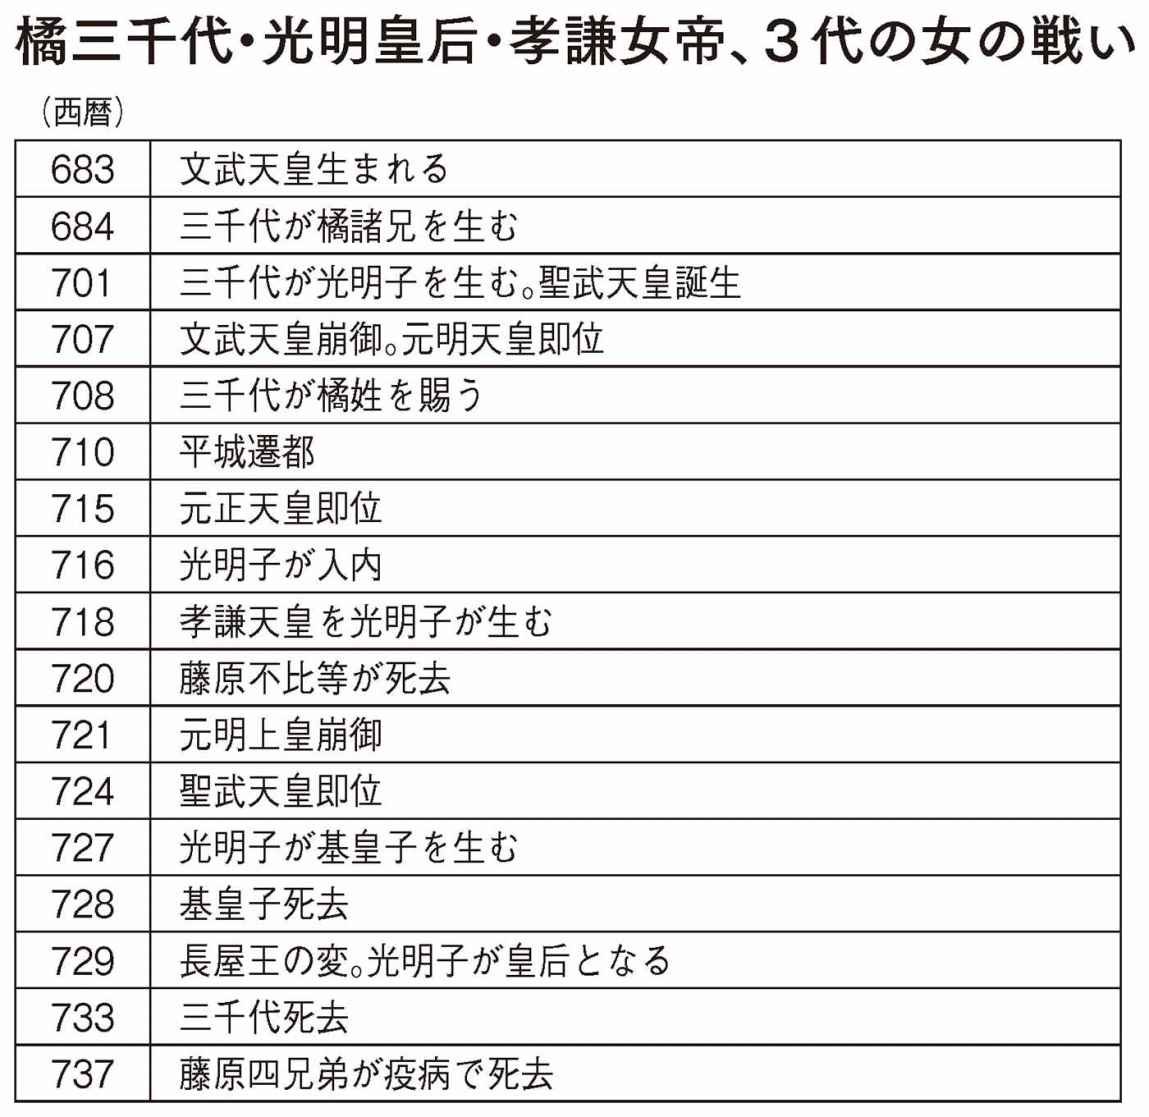 橘三千代・光明皇后・孝謙女帝、3代の女の戦い
（西暦）
683 文武天皇生まれる
684 三千代が橘諸兄を生む
701 三千代が光明子を生む。聖武天皇誕生
707 文武天皇崩御。元明天皇即位
708 三千代が橘姓を賜う
710 平城遷都
715 元正天皇即位
716 光明子が入内
718 孝謙天皇を光明子が生む
720 藤原不比等が死去
721 元明上皇崩御
724 聖武天皇即位
727 光明子が基皇子を生む
728 基皇子死去
729 長屋王の変。光明子が皇后となる
733 三千代死去
737 藤原四兄弟が疫病で死去